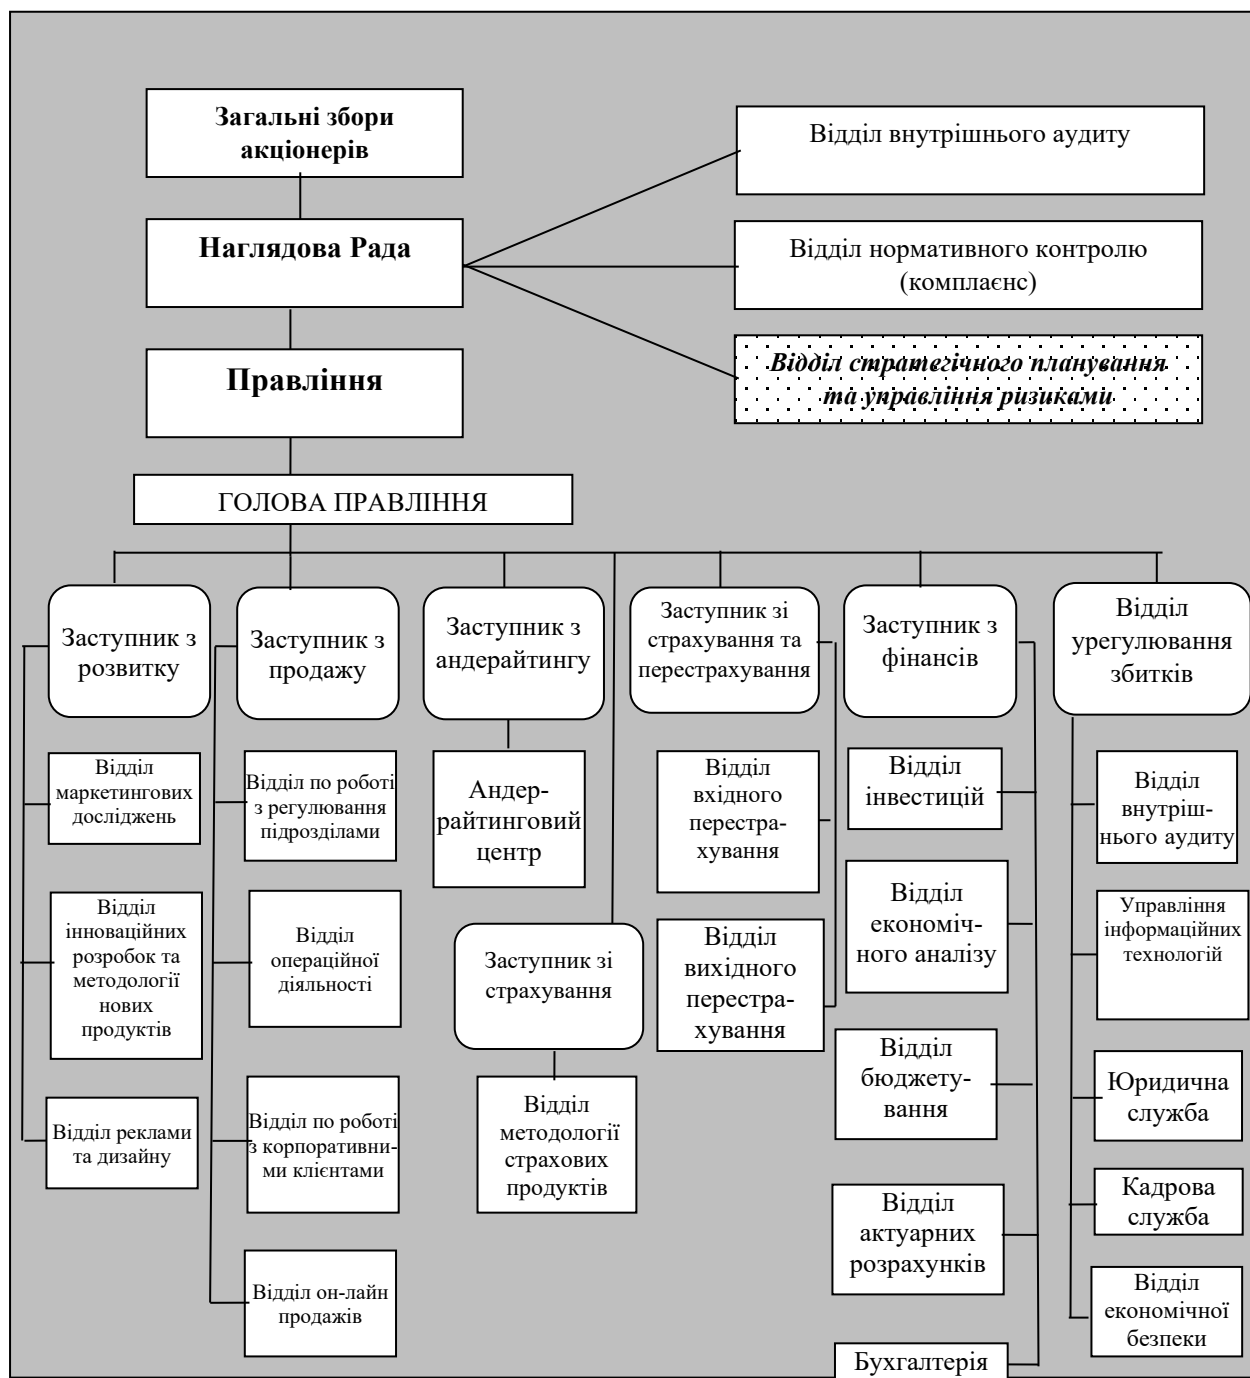 Загальні збори
акціонерів
Відділ внутрішнього аудиту
Наглядова Рада
Відділ нормативного контролю
(комплаєнс)
Правління
Відділ стратегічного планування
та управління ризиками
ГОЛОВА ПРАВЛІННЯ
Заступник з
розвитку
Відділ
маркетингових
досліджень
Відділ
інноваційних
розробок та
методології
нових
продуктів
Відділ реклами
та дизайну
Заступник з
продажу
Відділ по роботі
з регулювання
підрозділами
Відділ
операційної
діяльності
Відділ по роботі
з корпоративни-
ми клієнтами
Відділ он-лайн
продажів
Заступник з
андерайтингу
Андер-
райтинговий
центр
Заступник зі
страхування
Відділ
методології
страхових
продуктів
Заступник зі
страхування та
перестрахування
Відділ
вхідного
перестра-
хування
Відділ
вихідного
перестра-
хування
Заступник з
фінансів
Відділ
інвестицій
Відділ
економіч-
ного аналізу
Відділ
бюджету-
вання
Відділ
актуарних
розрахунків
Бухгалтерія
Відділ
урегулювання
збитків
Відділ
внутріш-
нього аудиту
Управління
інформаційних
технологій
Юридична
служба
Кадрова
служба
Відділ
економічної
безпеки